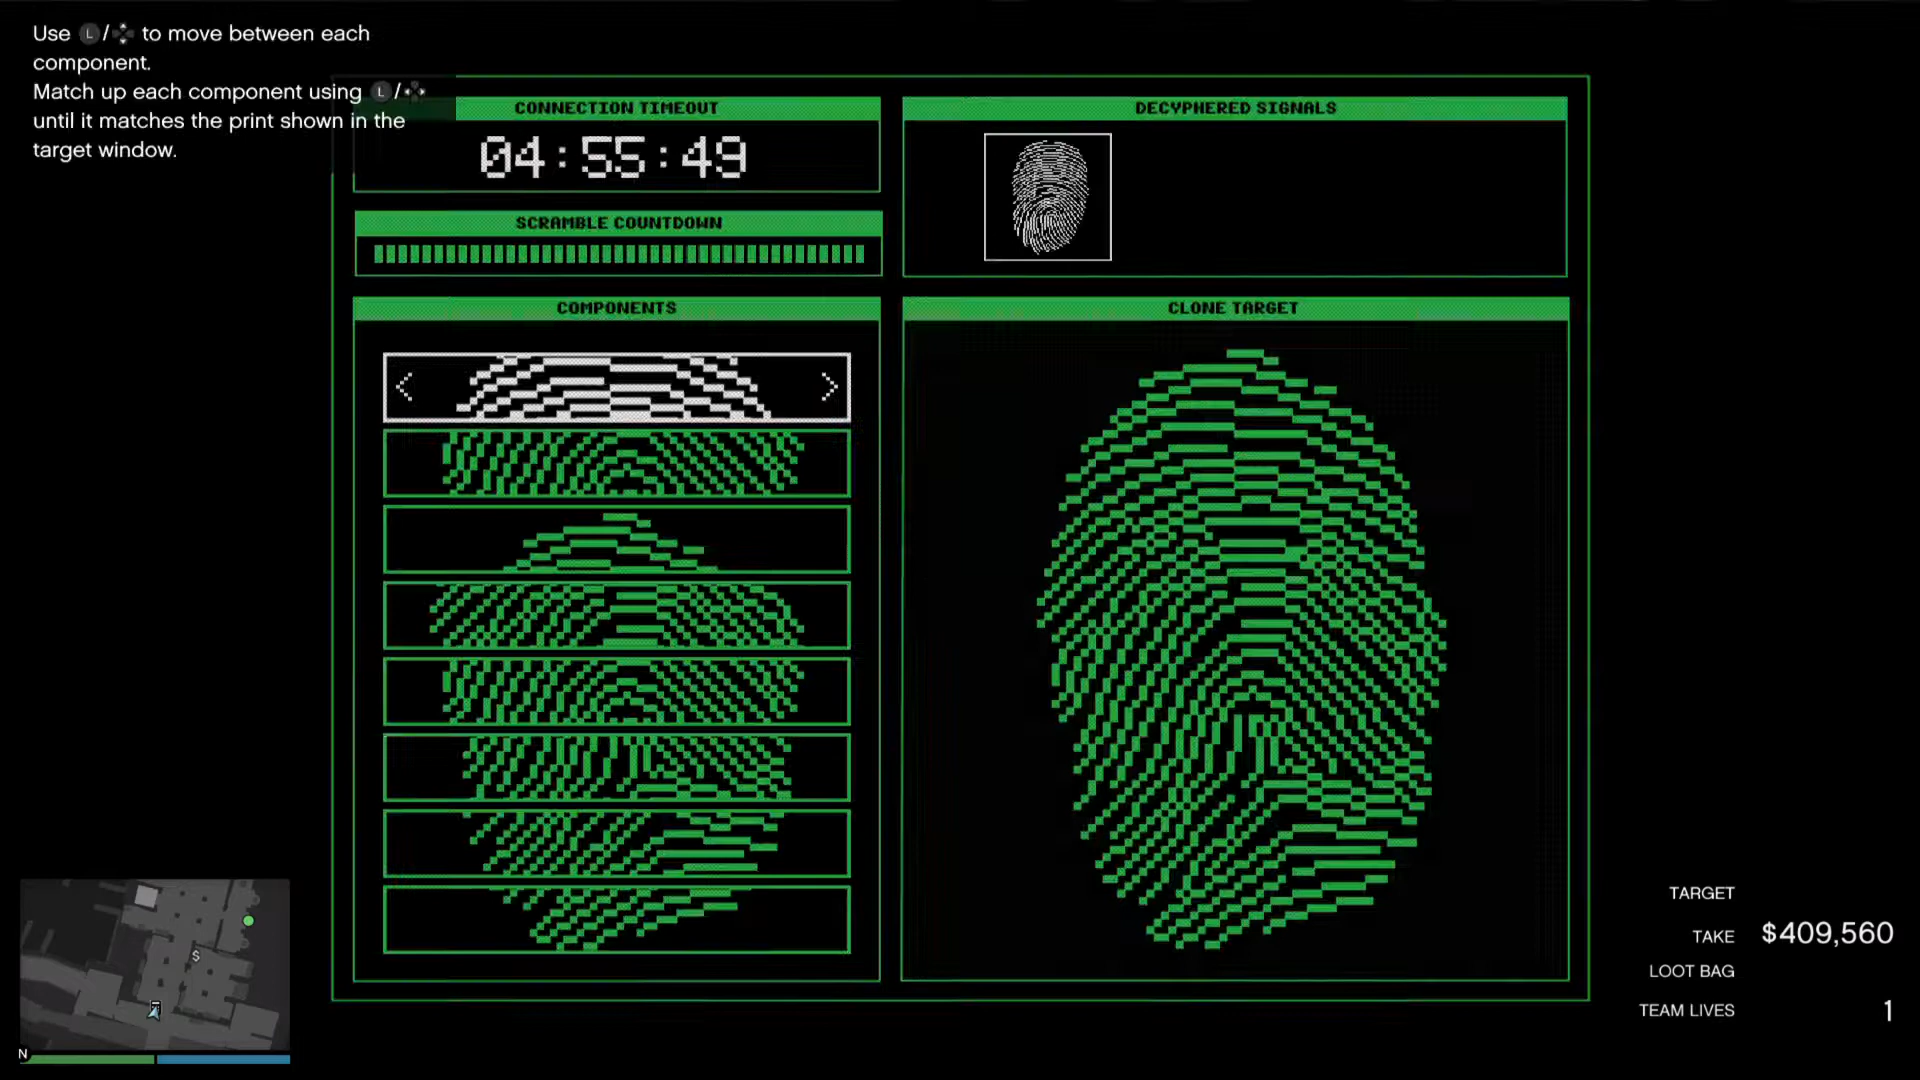 Use L/ to move between each
component.
Match up each component using L/
until it matches the print shown in the
target window.
CONNECTION TIMEOUT
04:55:49
SCRAMBLE COUNTDOWN
DECYPHERED SIGNALS
COMPONENTS
CLONE TARGET
$
N
TARGET
TAKE $409,560
LOOT BAG
TEAM LIVES 1